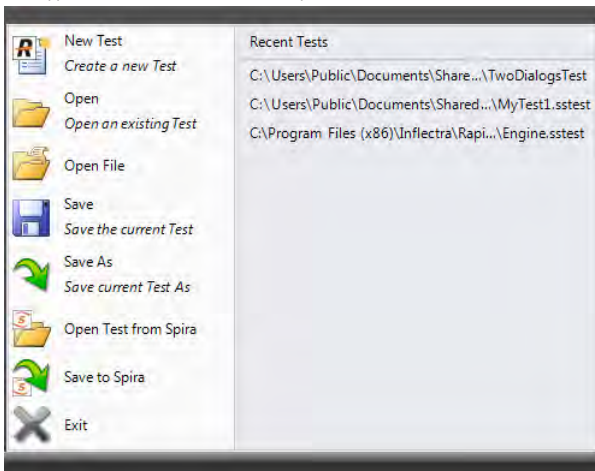 New Test
Create a new Test
Open
Open an existing Test
Open File
Save
Save the current Test
Save As
Save current Test As
Open Test from Spira
Save to Spira
Exit
Recent Tests
C:\Users\Public\Documents\Share...\TwoDialogsTest
C:\Users\Public\Documents\Shared...\MyTest1.sstest
C:\Program Files (x86)\Inflectra\Rapi...\Engine.sstest